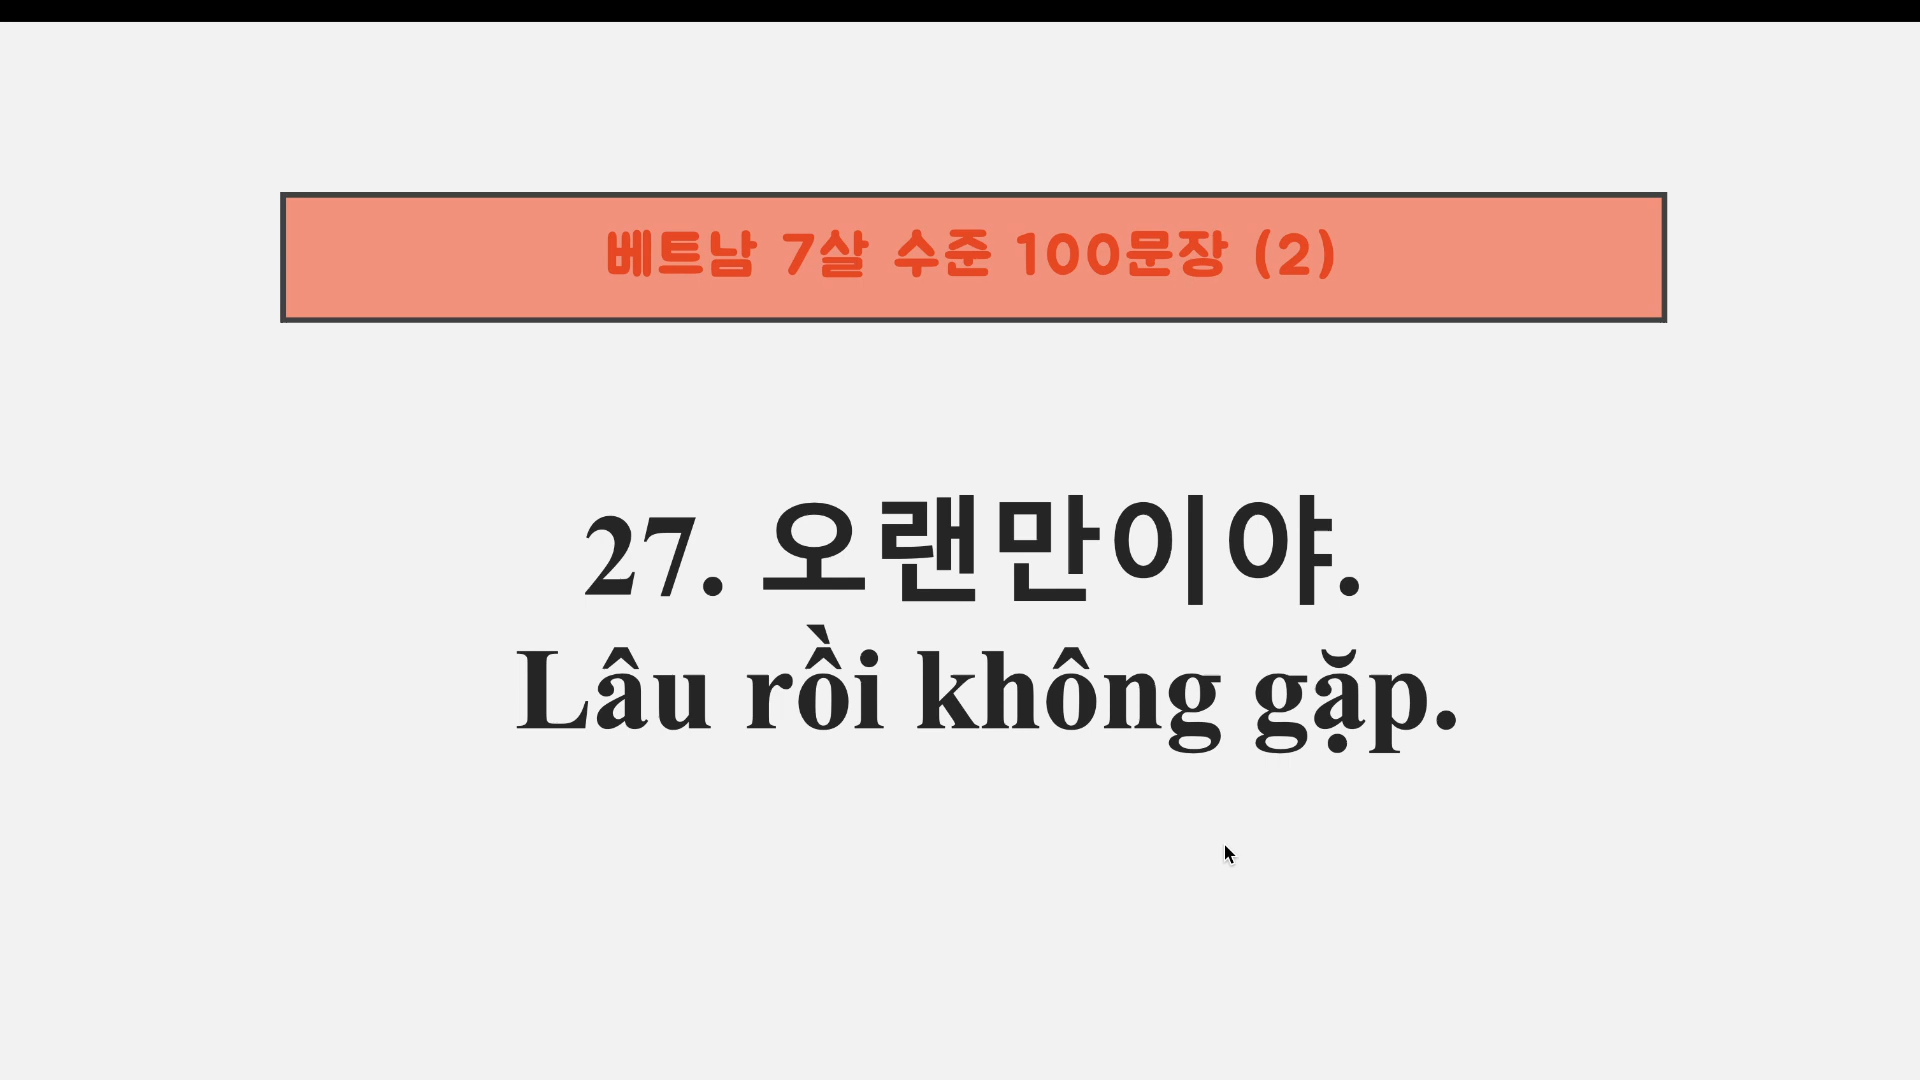 베트남 7살 수준 100문장 (2)
27. 오랜만이야.
Lâu rồi không gặp.